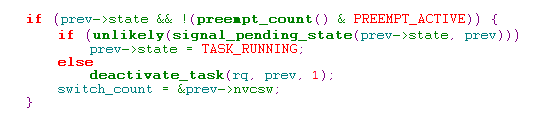 if (prev->state && !(preempt_count() & PREEMPT_ACTIVE)) {
    if (unlikely(signal_pending_state(prev->state, prev)))
        prev->state = TASK_RUNNING;
    else
        deactivate_task(rq, prev, 1);
    switch_count = &prev->nvcsw;
}